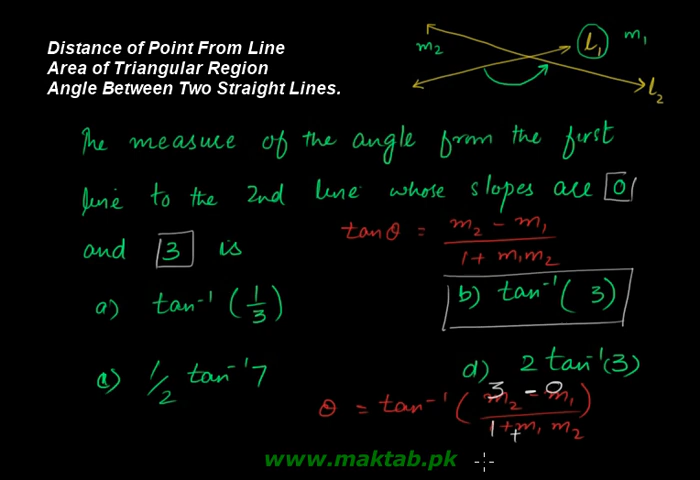 Distance of Point From Line
Area of Triangular Region
Angle Between Two Straight Lines.
m₂ l₁ m₁
l₂
The measure of the angle from the first
line to the 2nd line whose slopes are 0
tanθ = (m₂ - m₁)/(1 + m₁m₂)
and 3 is
a) tan⁻¹(1/3) b) tan⁻¹(3)
c) 1/2 tan⁻¹7 d) 2 tan⁻¹(3)
3 - 0
θ = tan⁻¹((m₂ - m₁)/(1 + m₁ m₂))
1 +
www.maktab.pk